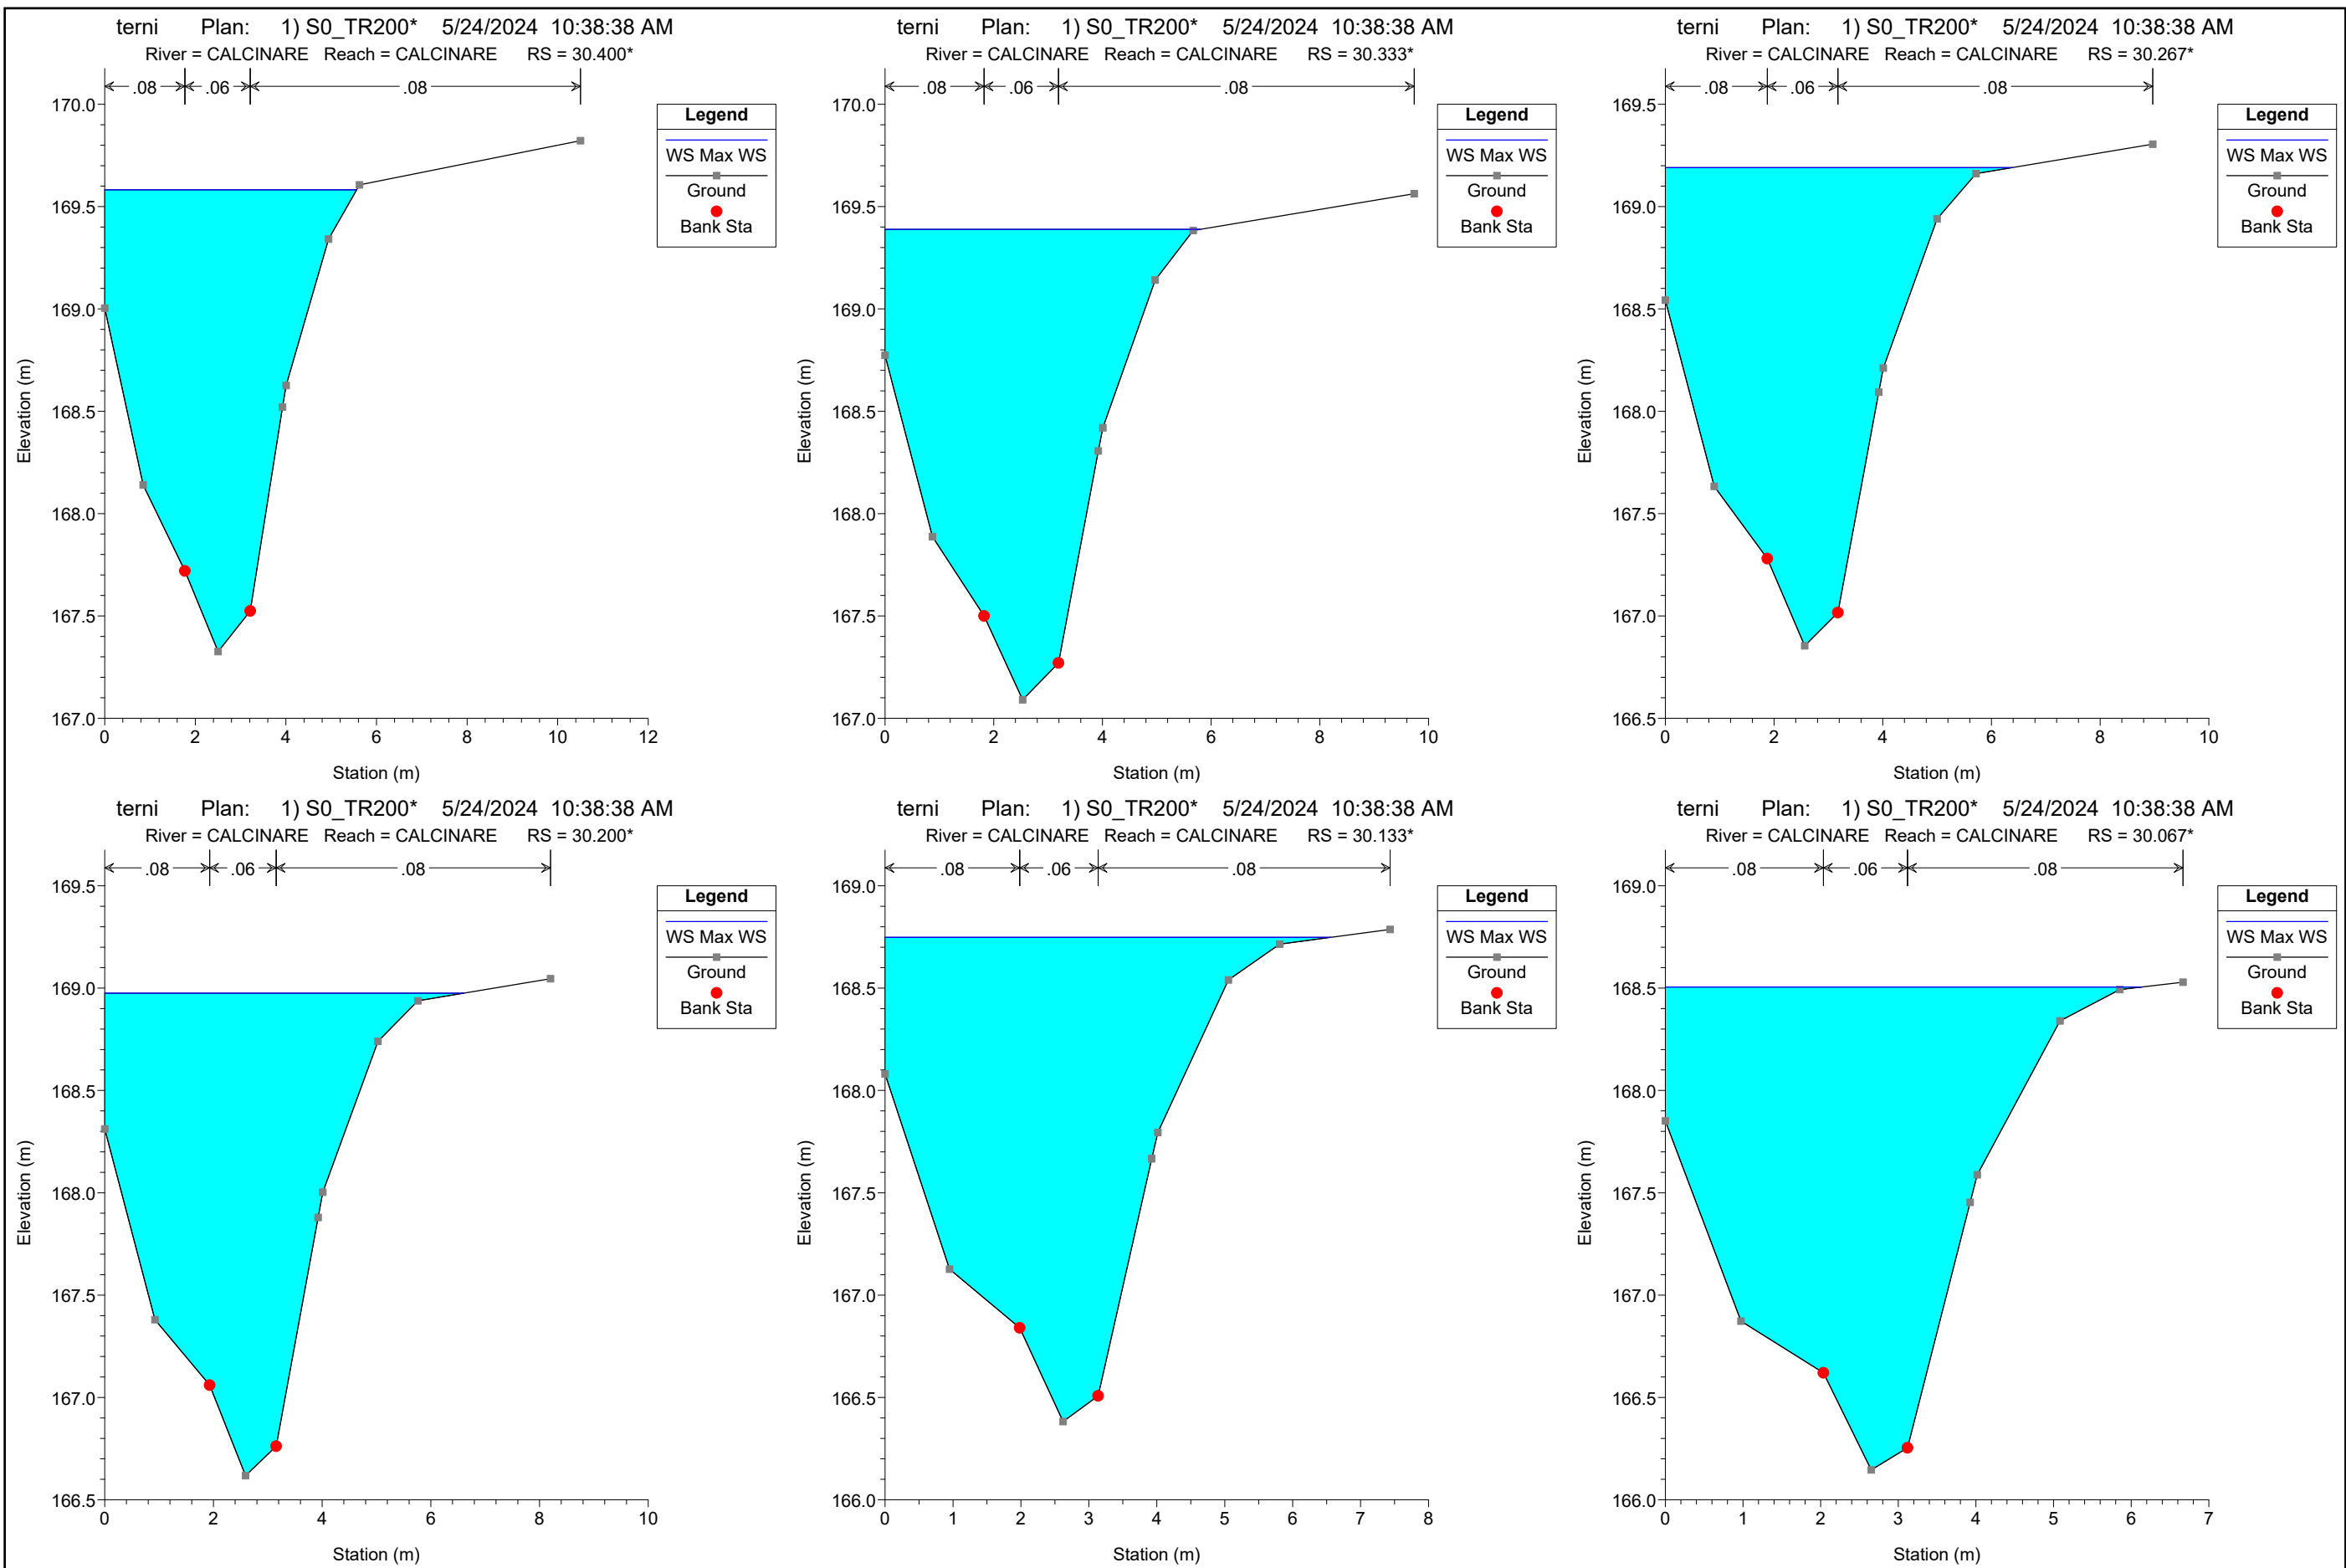 terni Plan: 1) S0_TR200* 5/24/2024 10:38:38 AM
River = CALCINARE Reach = CALCINARE RS = 30.400*
.08 .06 .08
170.0
169.5
169.0
168.5
168.0
167.5
167.0
0 2 4 6 8 10 12
Station (m)
Elevation (m)
Legend
WS Max WS
Ground
Bank Sta
terni Plan: 1) S0_TR200* 5/24/2024 10:38:38 AM
River = CALCINARE Reach = CALCINARE RS = 30.333*
.08 .06 .08
170.0
169.5
169.0
168.5
168.0
167.5
167.0
0 2 4 6 8 10
Station (m)
Elevation (m)
Legend
WS Max WS
Ground
Bank Sta
terni Plan: 1) S0_TR200* 5/24/2024 10:38:38 AM
River = CALCINARE Reach = CALCINARE RS = 30.267*
.08 .06 .08
169.5
169.0
168.5
168.0
167.5
167.0
166.5
0 2 4 6 8 10
Station (m)
Elevation (m)
Legend
WS Max WS
Ground
Bank Sta
terni Plan: 1) S0_TR200* 5/24/2024 10:38:38 AM
River = CALCINARE Reach = CALCINARE RS = 30.200*
.08 .06 .08
169.5
169.0
168.5
168.0
167.5
167.0
166.5
0 2 4 6 8 10
Station (m)
Elevation (m)
Legend
WS Max WS
Ground
Bank Sta
terni Plan: 1) S0_TR200* 5/24/2024 10:38:38 AM
River = CALCINARE Reach = CALCINARE RS = 30.133*
.08 .06 .08
169.0
168.5
168.0
167.5
167.0
166.5
166.0
0 1 2 3 4 5 6 7 8
Station (m)
Elevation (m)
Legend
WS Max WS
Ground
Bank Sta
terni Plan: 1) S0_TR200* 5/24/2024 10:38:38 AM
River = CALCINARE Reach = CALCINARE RS = 30.067*
.08 .06 .08
169.0
168.5
168.0
167.5
167.0
166.5
166.0
0 1 2 3 4 5 6 7
Station (m)
Elevation (m)
Legend
WS Max WS
Ground
Bank Sta